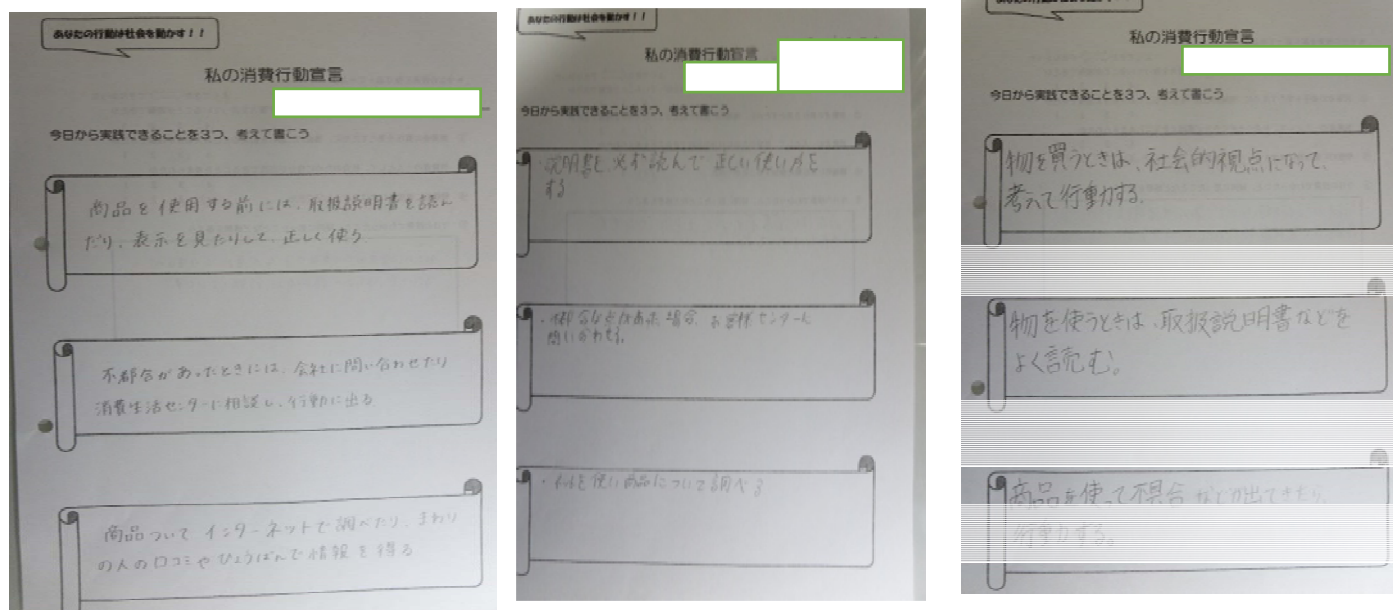 あなたの行動は社会を動かす！！
私の消費行動宣言
今日から実践できることを3つ、考えて書こう
商品を使用する前には、取扱説明書を読ん
だり、表示を見たりして、正しく使う
不都合があったときには、会社に問い合わせたり
消費生活センターに相談し、行動に出る
商品ついてインターネットで調べたり、まわり
の人の口コミやひょうばんで情報を得る
あなたの行動は社会を動かす！！
私の消費行動宣言
今日から実践できることを3つ、考えて書こう
・説明書を必ず読んで正しい使い方を
する
場合、お客様センターに
問い合わせる。
を使い商品について調べる
私の消費行動宣言
今日から実践できることを3つ、考えて書こう
物を買うときは、社会的視点になって、
考えて行動する。
物を使うときは、取扱説明書などを
よく読む。
商品を使って不具合などが出てきたら、
行動する。